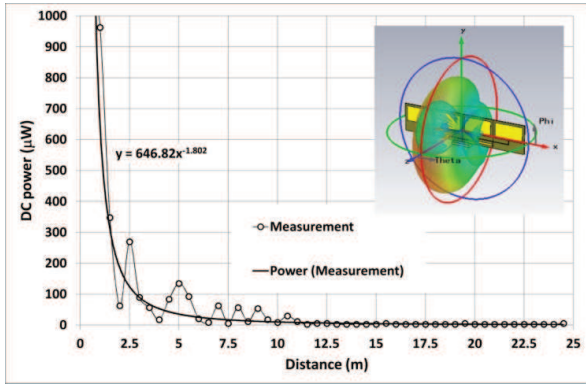 1000
900
800
700
600
500
400
300
200
100
0
DC power (μW)
y = 646.82x^-1.802
Measurement
Power (Measurement)
y
Phi
x
Theta
0 2.5 5 7.5 10 12.5 15 17.5 20 22.5 25
Distance (m)